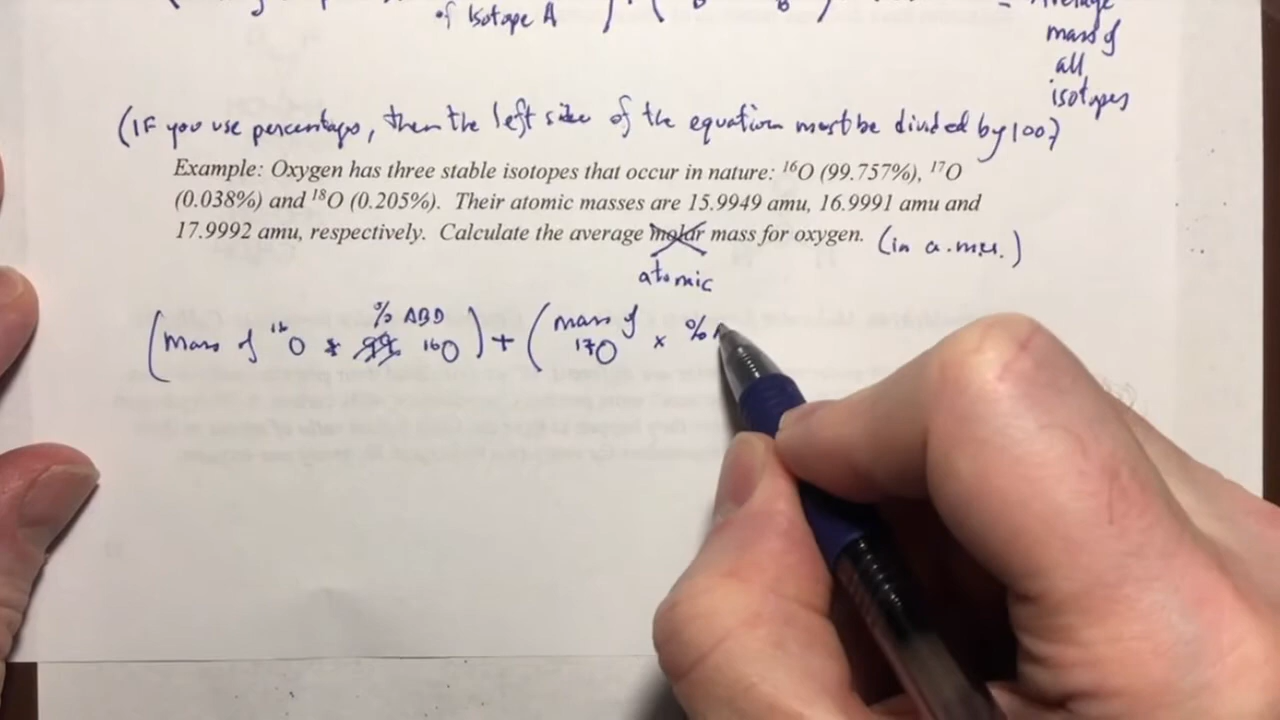 of Isotope A
Average
mass of
all
isotopes
(IF you use percentages, then the left side of the equation must be divided by 100)
Example: Oxygen has three stable isotopes that occur in nature: ¹⁶O (99.757%), ¹⁷O
(0.038%) and ¹⁸O (0.205%). Their atomic masses are 15.9949 amu, 16.9991 amu and
17.9992 amu, respectively. Calculate the average molar mass for oxygen. (in a.m.u.)
atomic
(Mass of ¹⁶O x % ABD ¹⁶O) + (mass of ¹⁷O x %